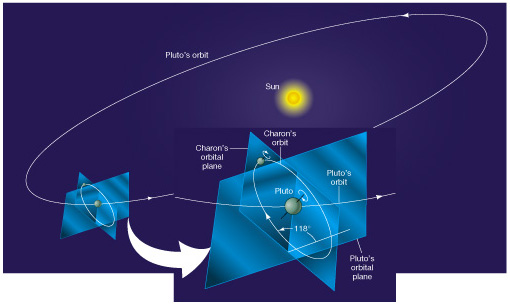 Pluto's orbit
Sun
Charon's
orbit
Charon's
orbital
plane
Pluto's
orbit
Pluto
118°
Pluto's
orbital
plane